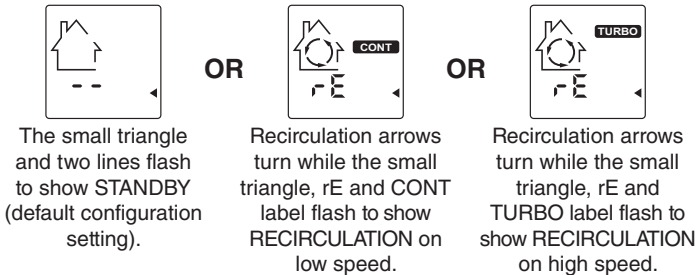 CONT
TURBO
OR
OR
- -
rE
rE
The small triangle
and two lines flash
to show STANDBY
(default configuration
setting).
Recirculation arrows
turn while the small
triangle, rE and CONT
label flash to show
RECIRCULATION on
low speed.
Recirculation arrows
turn while the small
triangle, rE and
TURBO label flash to
show RECIRCULATION
on high speed.